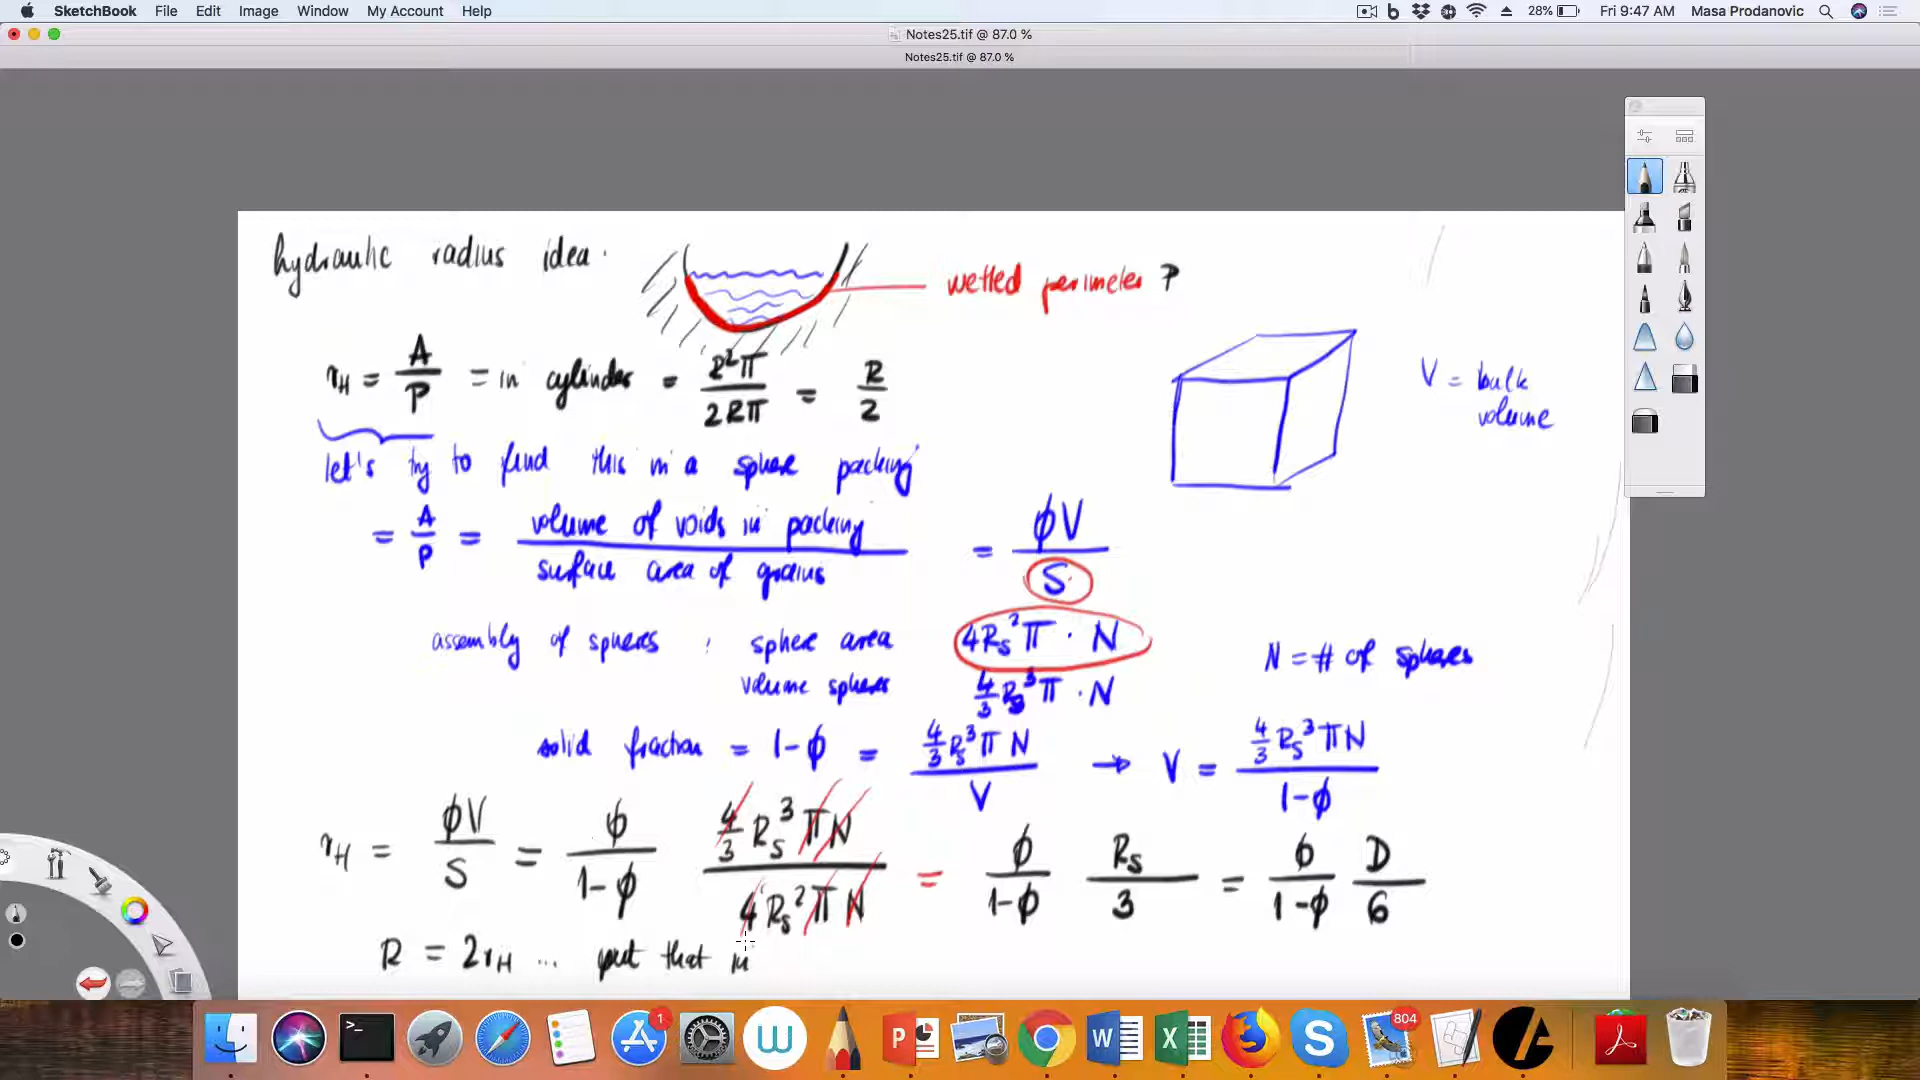 SketchBook File Edit Image Window My Account Help 28% Fri 9:47 AM Masa Prodanovic
Notes25.tif @ 87.0 %
Notes25.tif @ 87.0 %
hydraulic radius idea.
wetted perimeter P
r_H = A/P = in cylinder = R²π / 2Rπ = R/2
V = bulk volume
let's try to find this in a sphere packing
= A/P = volume of voids in packing / surface area of grains = φV / S
assembly of spheres : sphere area 4R_s²π · N
N = # of spheres
volume spheres 4/3 R_s³π · N
solid fraction = 1-φ = 4/3 R_s³πN / V → V = 4/3 R_s³πN / 1-φ
r_H = φV / S = φ / 1-φ 4/3 R_s³πN / 4R_s²πN = φ / 1-φ R_s / 3 = φ / 1-φ D / 6
R = 2r_H ... put that in
1
W
P
W
X
S
804